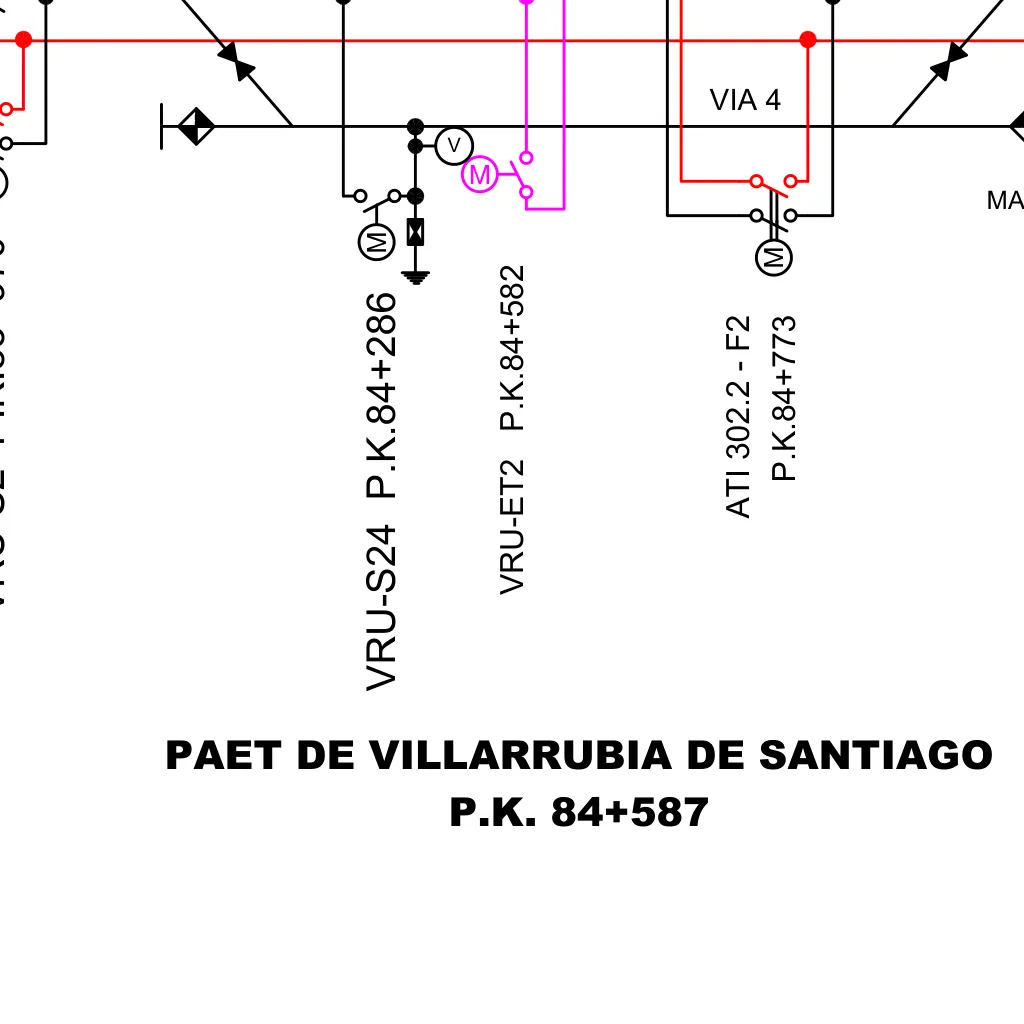 VIA 4
V
M
M
M
MA
VRU-S24 P.K.84+286
VRU-ET2 P.K.84+582
ATI 302.2 - F2
P.K.84+773
PAET DE VILLARRUBIA DE SANTIAGO
P.K. 84+587